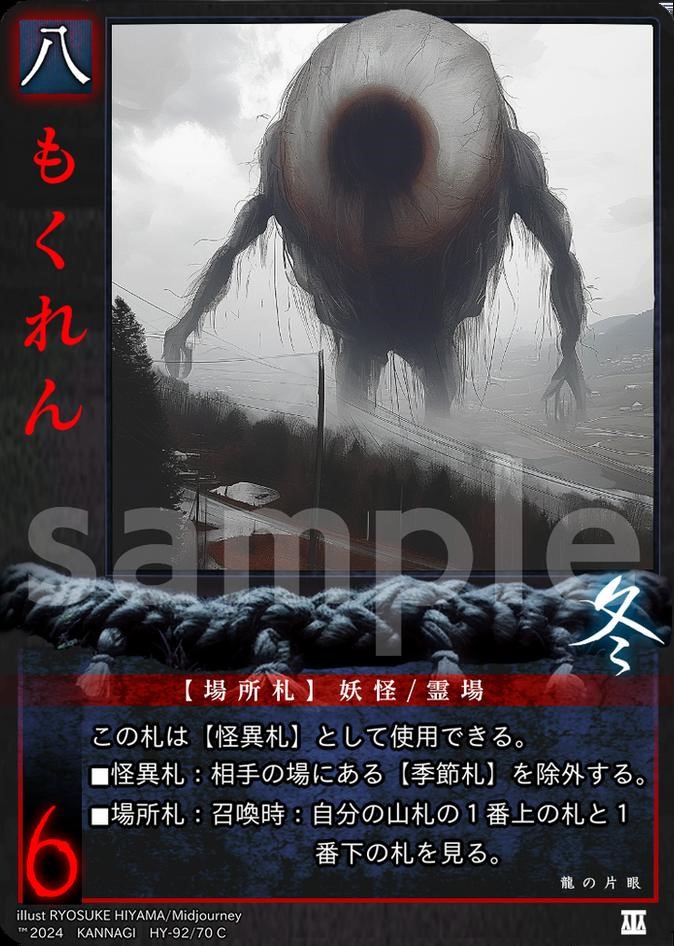 八
もくれん
sample
冬
【場所札】妖怪/霊場
この札は【怪異札】として使用できる。
■怪異札：相手の場にある【季節札】を除外する。
■場所札：召喚時：自分の山札の１番上の札と１
番下の札を見る。
6
龍の片眼
illust RYOSUKE HIYAMA/Midjourney
™2024 KANNAGI HY-92/70 C